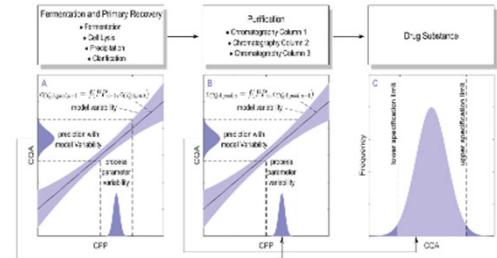 Fermentation and Primary Recovery
• Fermentation
• Cell Lysis
• Precipitation
• Clarification
Purification
• Chromatography Column 1
• Chromatography Column 2
• Chromatography Column 3
Drug Substance
A
model variability
prediction with
model Variability
process
parameter
variability
CQA
CPP
B
model variability
prediction with
model Variability
process
parameter
variability
CQA
CPP
C
lower specification limit
upper specification limit
Frequency
CQA